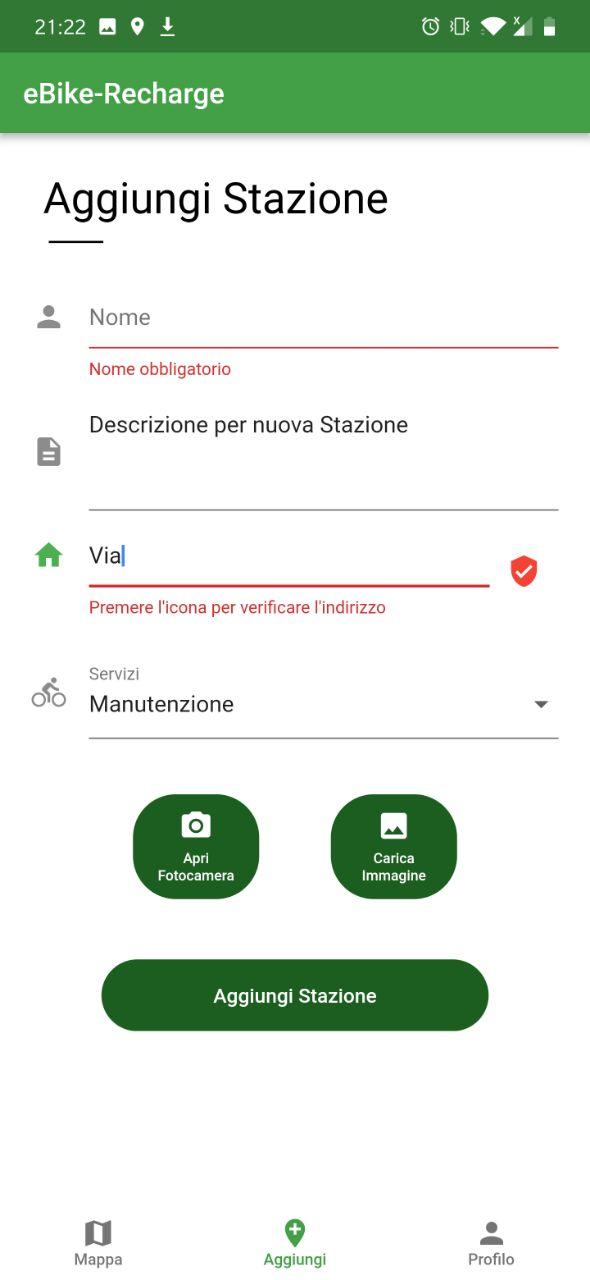 21:22
eBike-Recharge
Aggiungi Stazione
Nome
Nome obbligatorio
Descrizione per nuova Stazione
Via
Premere l'icona per verificare l'indirizzo
Servizi
Manutenzione
Apri
Fotocamera
Carica
Immagine
Aggiungi Stazione
Mappa
Aggiungi
Profilo